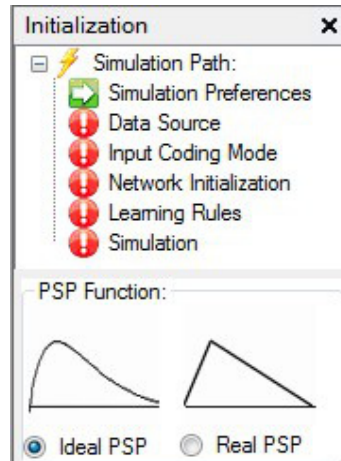 Initialization
Simulation Path:
Simulation Preferences
Data Source
Input Coding Mode
Network Initialization
Learning Rules
Simulation
PSP Function:
Ideal PSP Real PSP